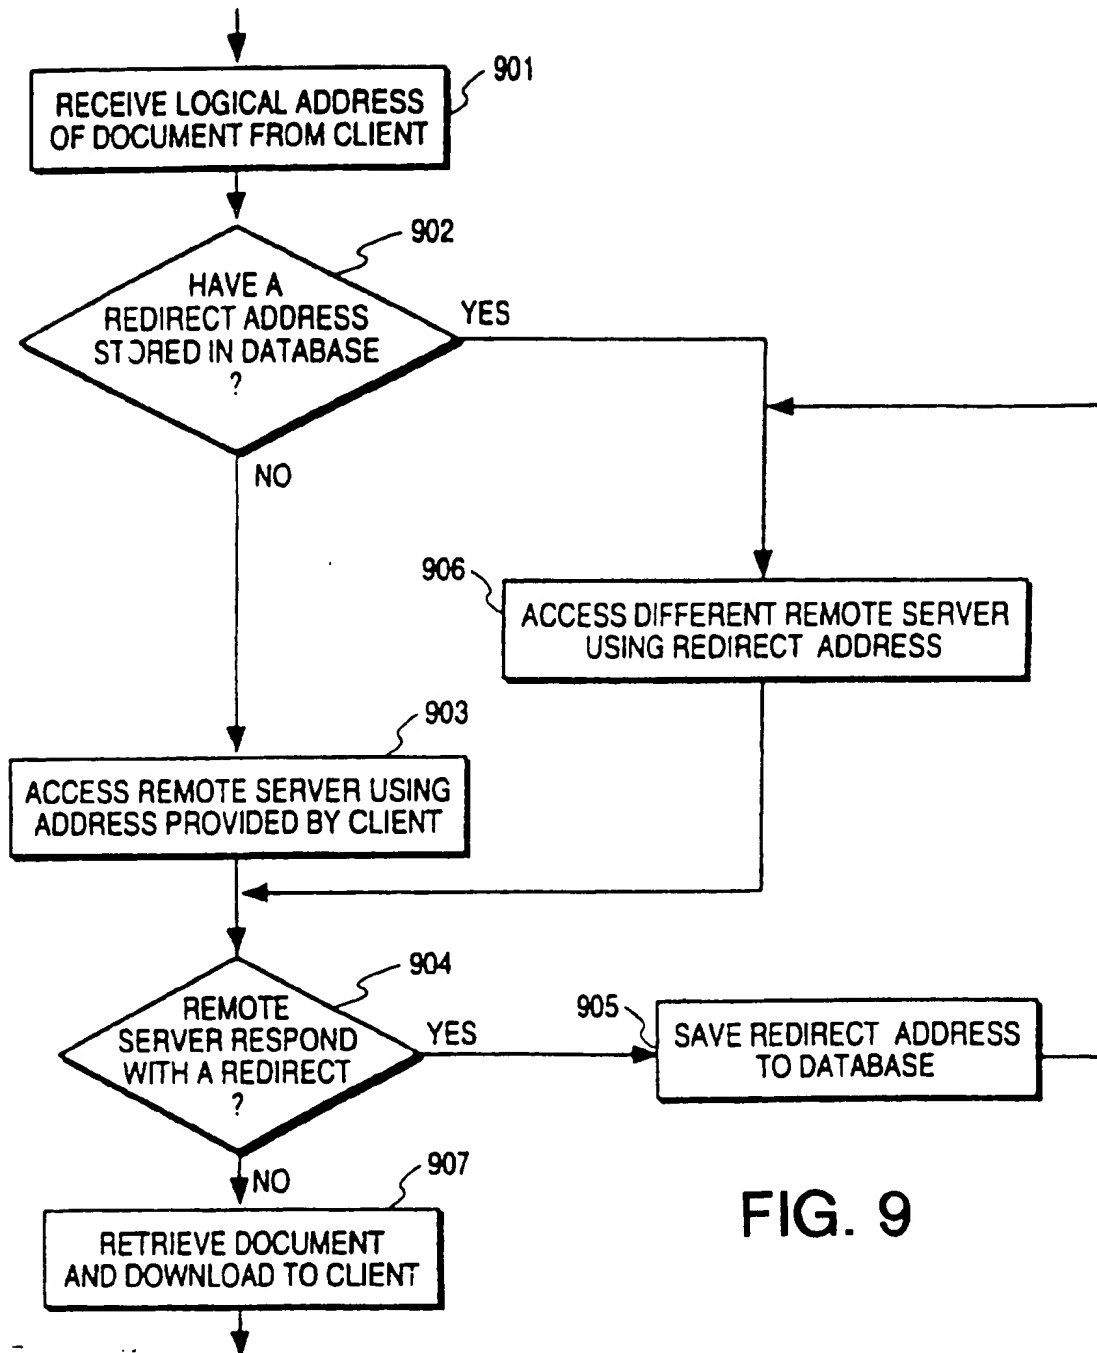 901
RECEIVE LOGICAL ADDRESS
OF DOCUMENT FROM CLIENT
902
HAVE A
REDIRECT ADDRESS
STORED IN DATABASE
?
YES
NO
906
ACCESS DIFFERENT REMOTE SERVER
USING REDIRECT ADDRESS
903
ACCESS REMOTE SERVER USING
ADDRESS PROVIDED BY CLIENT
904
REMOTE
SERVER RESPOND
WITH A REDIRECT
?
YES
905
SAVE REDIRECT ADDRESS
TO DATABASE
NO
907
RETRIEVE DOCUMENT
AND DOWNLOAD TO CLIENT
FIG. 9